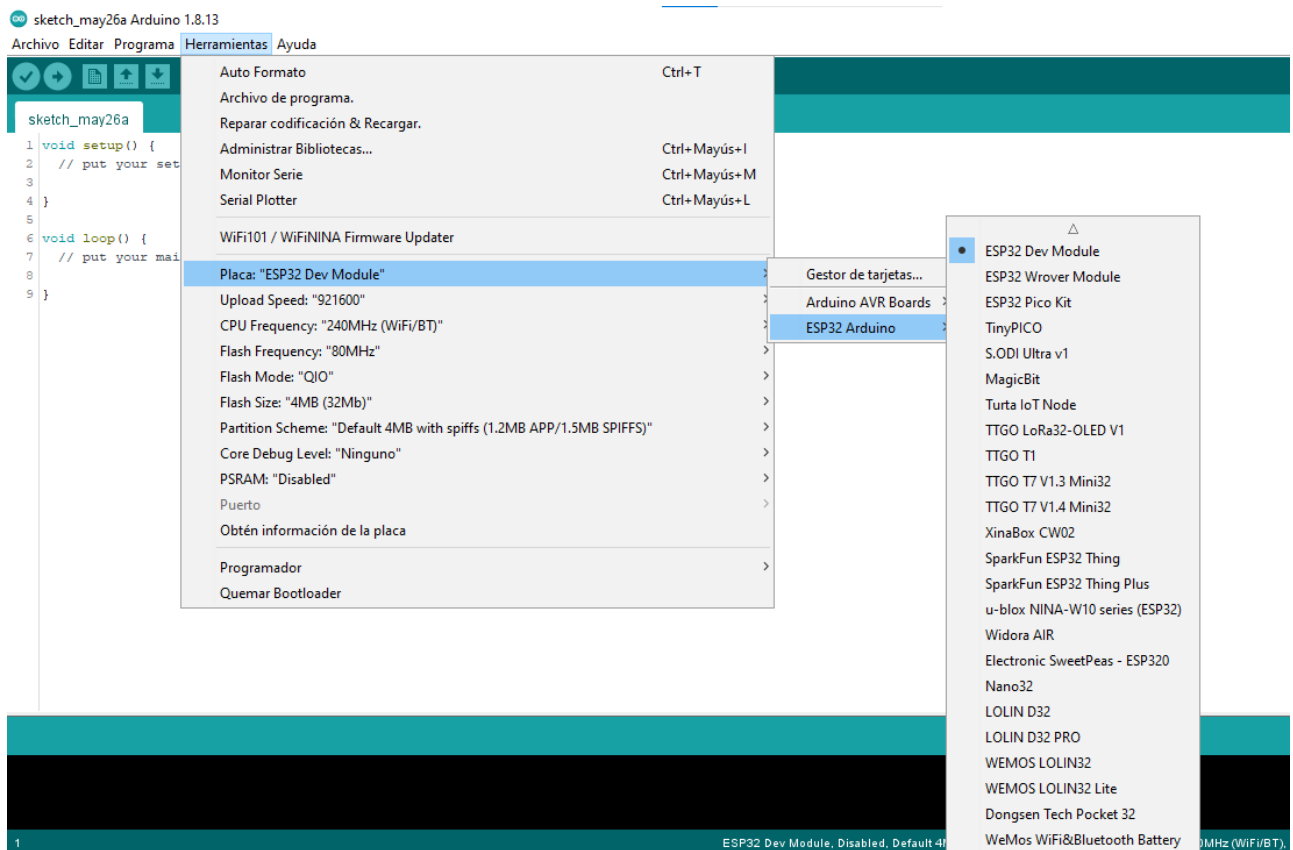 sketch_may26a Arduino 1.8.13
Archivo Editar Programa Herramientas Ayuda
sketch_may26a
1 void setup() {
2 // put your set
3
4 }
5
6 void loop() {
7 // put your mai
8
9 }
Auto Formato Ctrl+T
Archivo de programa.
Reparar codificación & Recargar.
Administrar Bibliotecas... Ctrl+Mayús+I
Monitor Serie Ctrl+Mayús+M
Serial Plotter Ctrl+Mayús+L
WiFi101 / WiFiNINA Firmware Updater
Placa: "ESP32 Dev Module"
Upload Speed: "921600"
CPU Frequency: "240MHz (WiFi/BT)"
Flash Frequency: "80MHz"
Flash Mode: "QIO"
Flash Size: "4MB (32Mb)"
Partition Scheme: "Default 4MB with spiffs (1.2MB APP/1.5MB SPIFFS)"
Core Debug Level: "Ninguno"
PSRAM: "Disabled"
Puerto
Obtén información de la placa
Programador
Quemar Bootloader
Gestor de tarjetas...
Arduino AVR Boards
ESP32 Arduino
ESP32 Dev Module
ESP32 Wrover Module
ESP32 Pico Kit
TinyPICO
S.ODI Ultra v1
MagicBit
Turta IoT Node
TTGO LoRa32-OLED V1
TTGO T1
TTGO T7 V1.3 Mini32
TTGO T7 V1.4 Mini32
XinaBox CW02
SparkFun ESP32 Thing
SparkFun ESP32 Thing Plus
u-blox NINA-W10 series (ESP32)
Widora AIR
Electronic SweetPeas - ESP320
Nano32
LOLIN D32
LOLIN D32 PRO
WEMOS LOLIN32
WEMOS LOLIN32 Lite
Dongsen Tech Pocket 32
WeMos WiFi&Bluetooth Battery
1 ESP32 Dev Module, Disabled, Default 4 MHz (WiFi/BT),